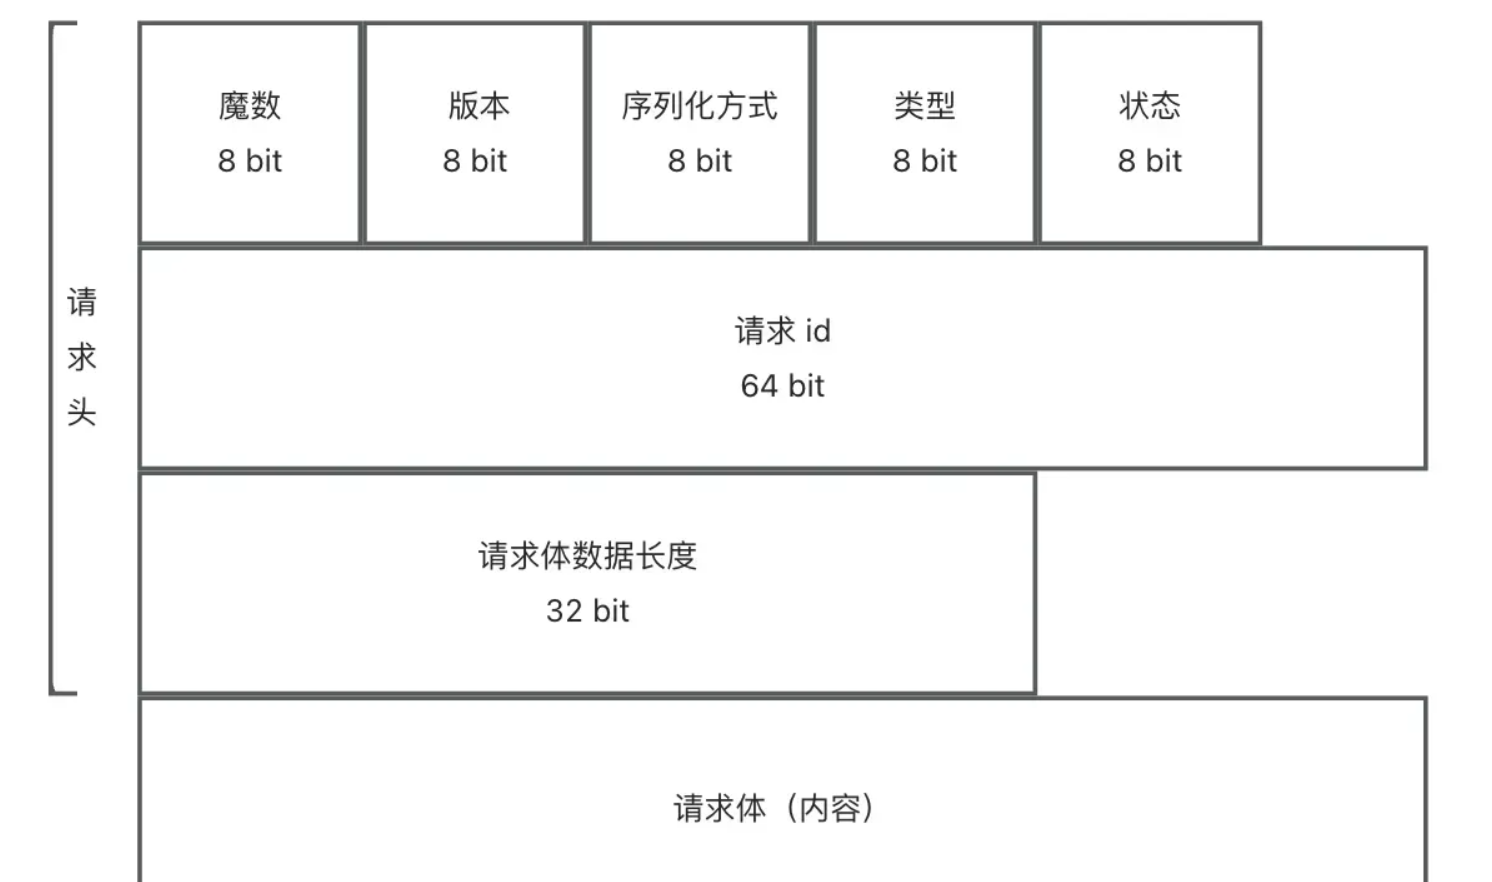 魔数
8 bit
版本
8 bit
序列化方式
8 bit
类型
8 bit
状态
8 bit
请
求
头
请求 id
64 bit
请求体数据长度
32 bit
请求体（内容）